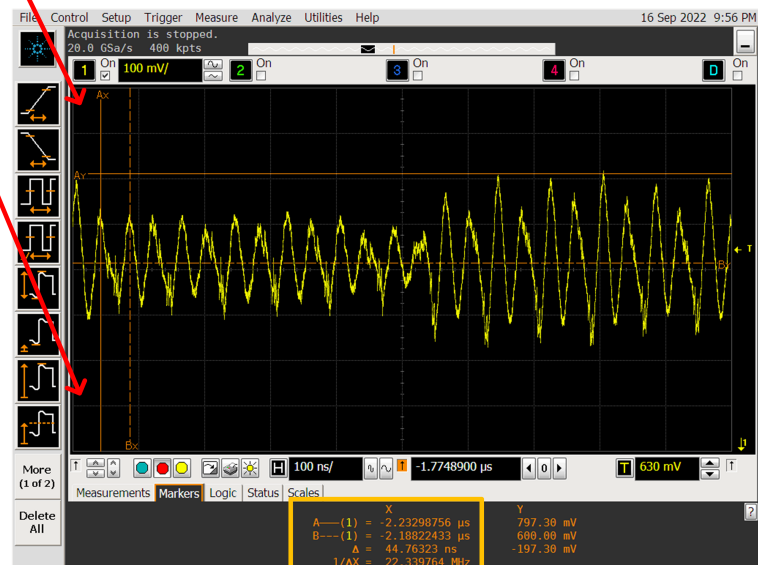 File Control Setup Trigger Measure Analyze Utilities Help 16 Sep 2022 9:56 PM
Acquisition is stopped.
20.0 GSa/s 400 kpts
1 On 100 mV/ 2 On 3 On 4 On D On
Ax
Ay
T
By
Bx
1
More
(1 of 2)
Delete
All
H 100 ns/ -1.7748900 µs 0 T 630 mV
Measurements Markers Logic Status Scales
X Y
A——(1) = -2.23298756 µs 797.30 mV
B---(1) = -2.18822433 µs 600.00 mV
Δ = 44.76323 ns -197.30 mV
1/ΔX = 22.339764 MHz
?